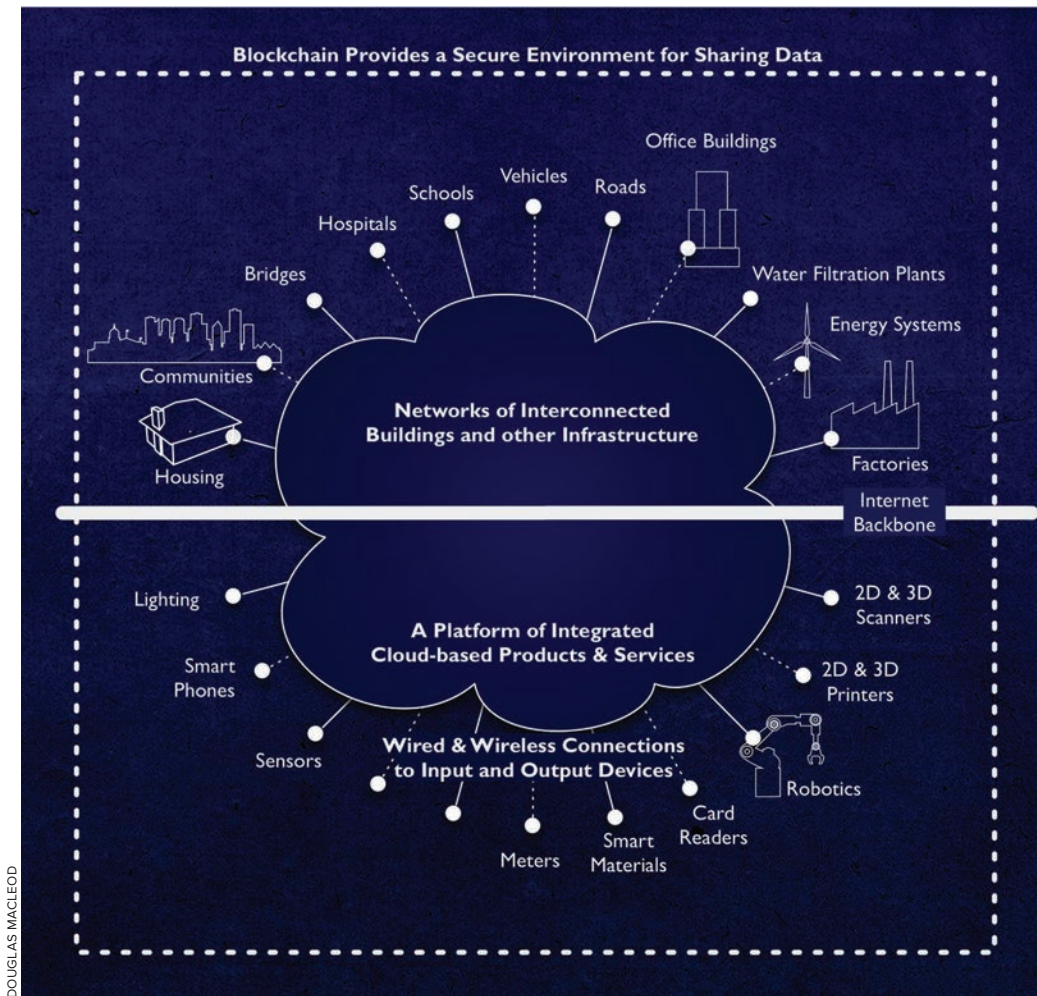 Blockchain Provides a Secure Environment for Sharing Data
Office Buildings
Vehicles
Roads
Schools
Hospitals
Bridges
Water Filtration Plants
Energy Systems
Communities
Networks of Interconnected
Buildings and other Infrastructure
Housing
Factories
Internet
Backbone
Lighting
2D & 3D
Scanners
A Platform of Integrated
Cloud-based Products & Services
Smart
Phones
2D & 3D
Printers
Sensors
Wired & Wireless Connections
to Input and Output Devices
Robotics
Card
Readers
Meters
Smart
Materials
DOUGLAS MACLEOD